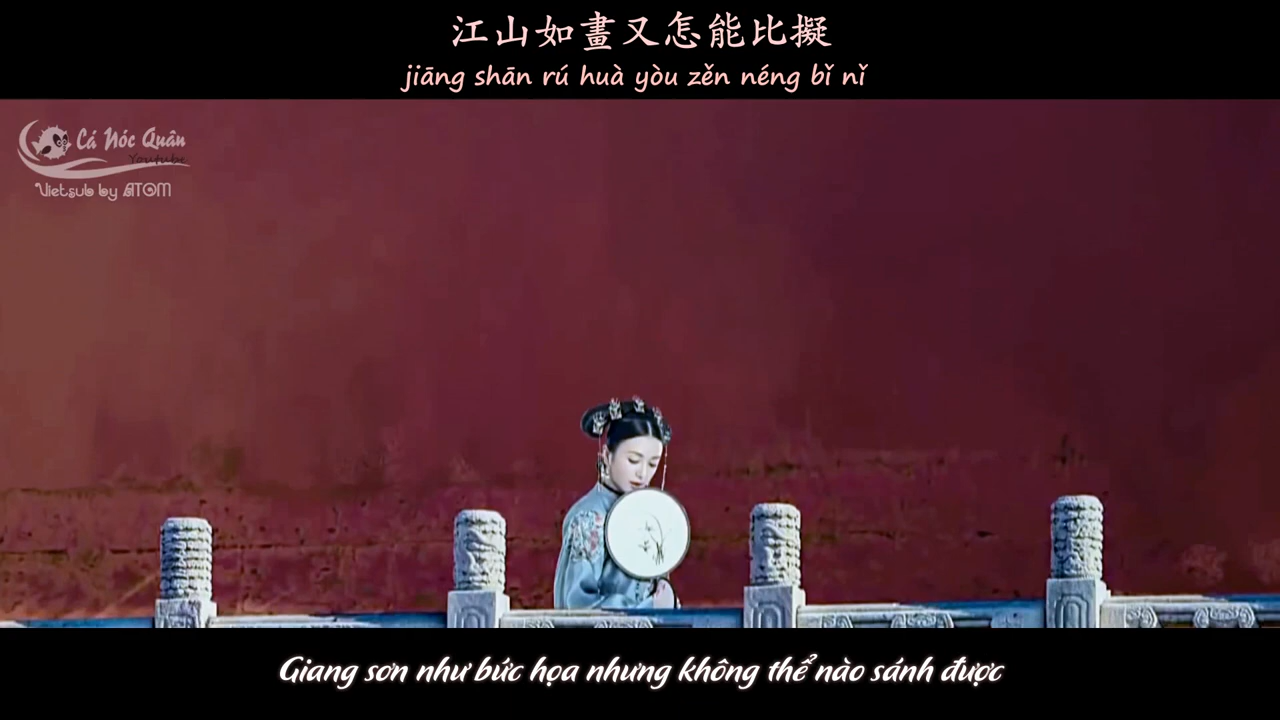 江山如畫又怎能比擬
jiāng shān rú huà yòu zěn néng bǐ nǐ
Cá Nóc Quân
Youtube
Vietsub by ATOM
Giang sơn như bức họa nhưng không thể nào sánh được